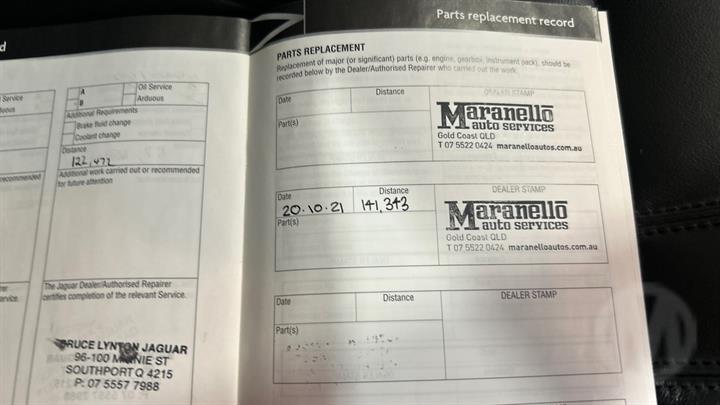 d
Service
A
Oil Service
B
Arduous
Additional Requirements
Brake fluid change
Coolant change
Distance
122,472
recommended
Additional work carried out or recommended
for future attention
The Jaguar Dealer/Authorised Repairer
certifies completion of the relevant Service.
BRUCE LYNTON JAGUAR
96-100 M NIE ST
SOUTHPORT Q 4215
P: 07 5557 7988
Parts replacement record
PARTS REPLACEMENT
Replacement of major (or significant) parts (e.g. engine, gearbox, instrument pack), should be
recorded below by the Dealer/Authorised Repairer who carried out the work.
Date
Distance
DEALER STAMP
Part(s)
Maranello
auto services
Gold Coast QLD
T 07 5522 0424 maranelloautos.com.au
Date
20.10.21
Distance
141,343
DEALER STAMP
Part(s)
Maranello
auto services
Gold Coast QLD
T 07 5522 0424 maranelloautos.com.au
Date
Distance
DEALER STAMP
Part(s)